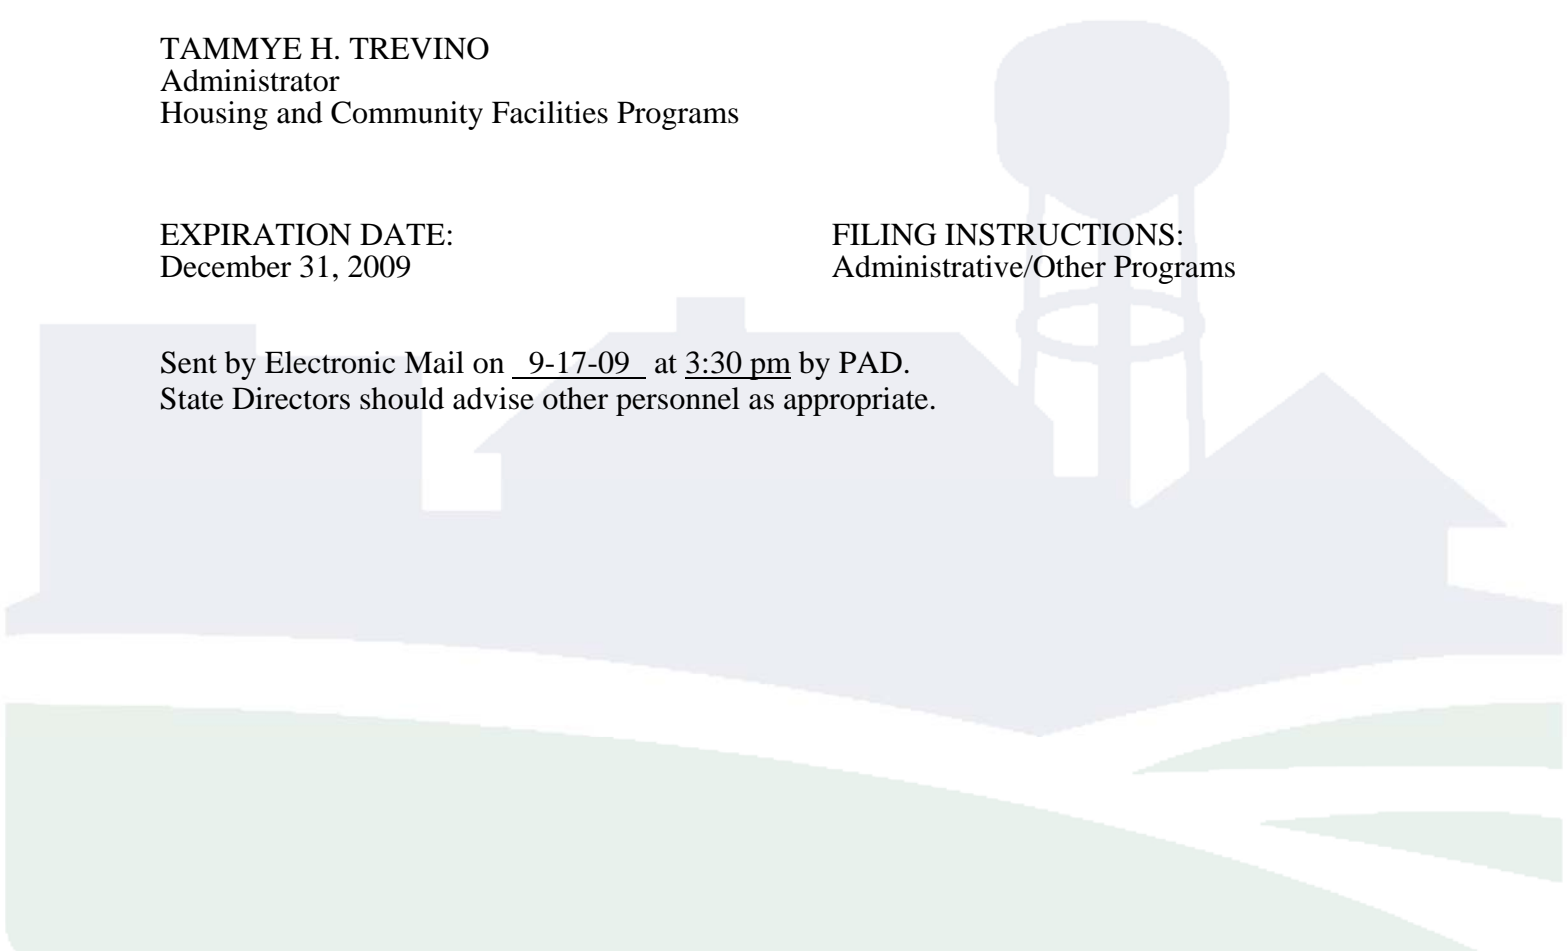 TAMMYE H. TREVINO
Administrator
Housing and Community Facilities Programs
EXPIRATION DATE:
December 31, 2009
FILING INSTRUCTIONS:
Administrative/Other Programs
Sent by Electronic Mail on 9-17-09 at 3:30 pm by PAD.
State Directors should advise other personnel as appropriate.